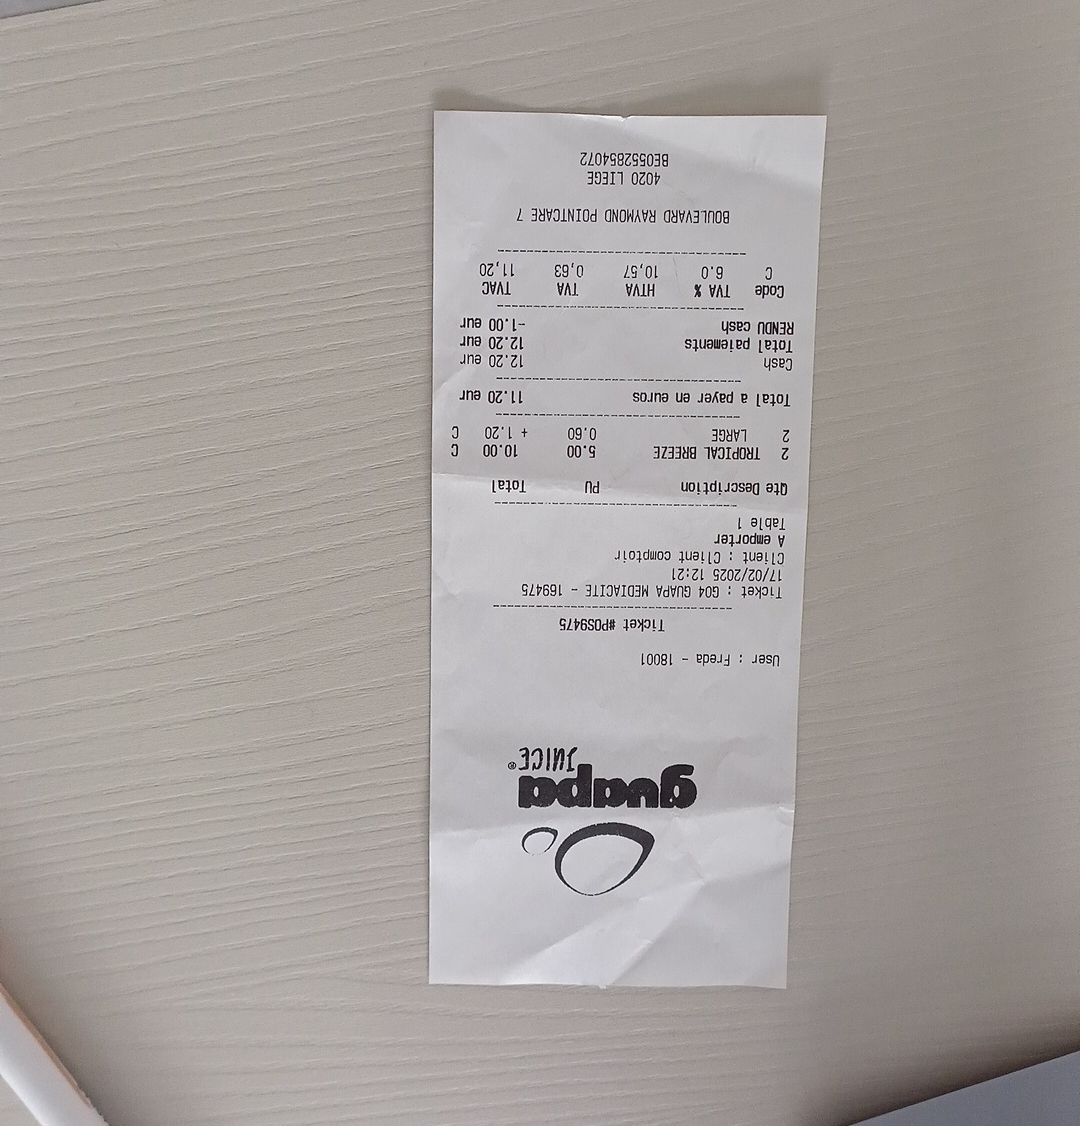 guapa
JUICE®
User : Freda - 18001
Ticket #POS9475
Ticket : G04 GUAPA MEDIACITE - 169475
17/02/2025 12:21
Client : Client comptoir
A emporter
Table 1
Qte Description PU Total
2 TROPICAL BREEZE 5.00 10.00 C
2 LARGE 0.60 + 1.20 C
Total a payer en euros 11.20 eur
Cash 12.20 eur
Total paiements 12.20 eur
RENDU cash -1.00 eur
Code TVA % HTVA TVA TVAC
C 6.0 10,57 0,63 11,20
BOULEVARD RAYMOND POINTCARE 7
4020 LIEGE
BE0552854072